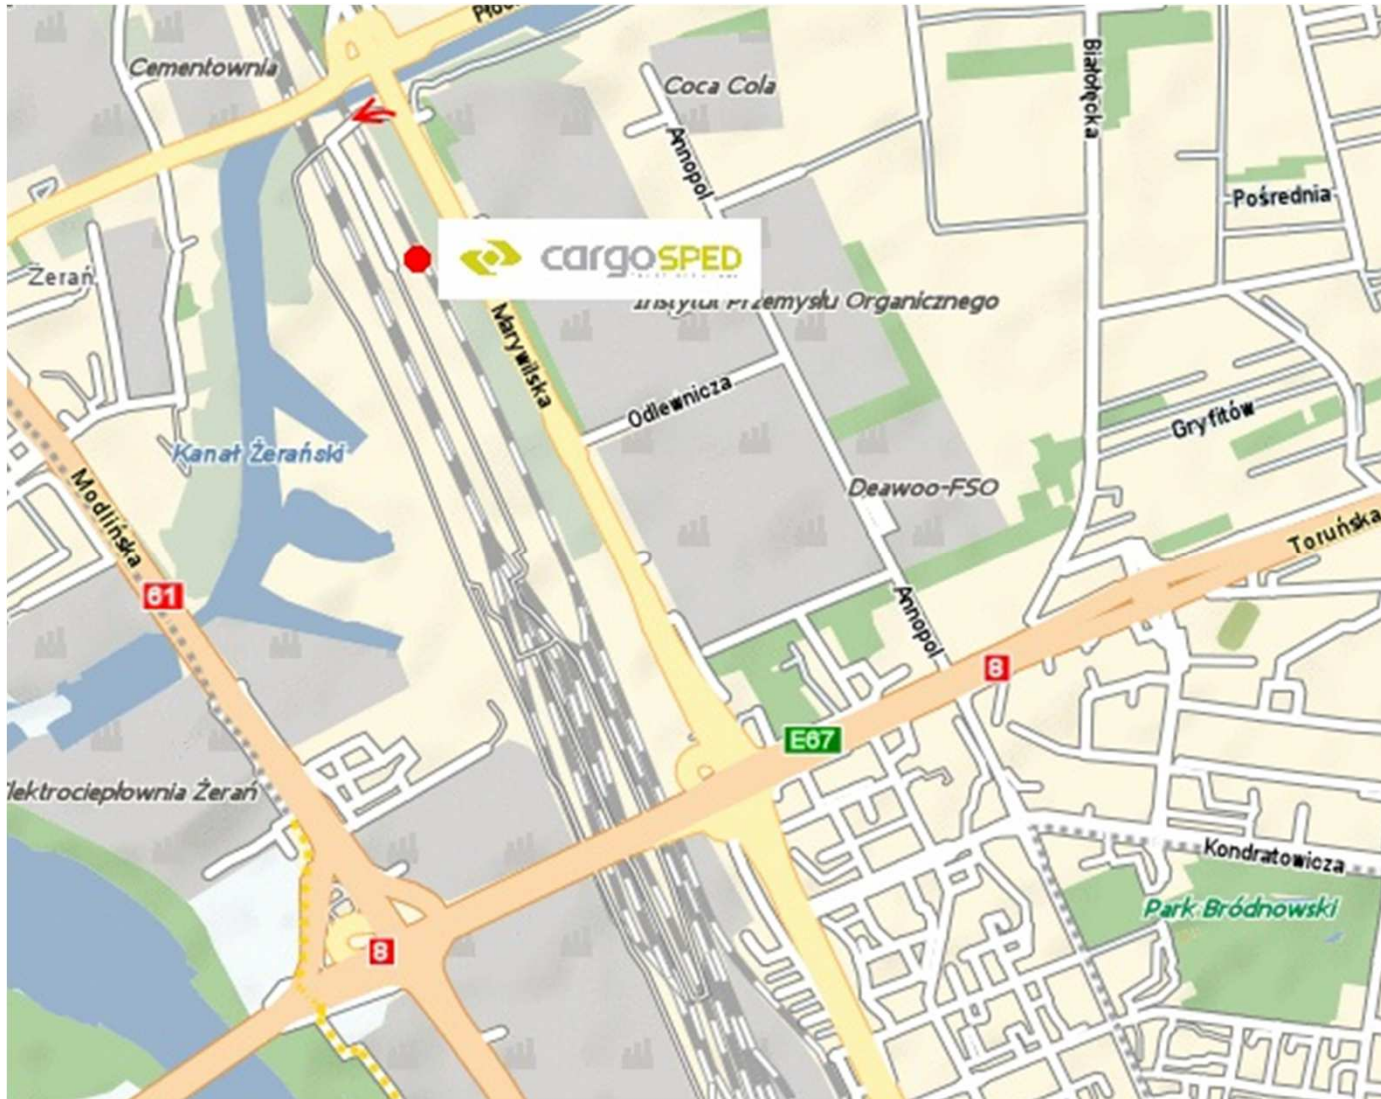 Cementownia
Coca Cola
Białołęcka
Annopol
Pośrednia
Żerań
cargoSPED
Instytut Przemysłu Organicznego
Marywilska
Odlewnicza
Gryfitów
Kanał Żerański
Modlińska
Deawoo-FSO
Toruńska
61
Annopol
8
E67
Elektrociepłownia Żerań
Kondratowicza
Park Bródnowski
8